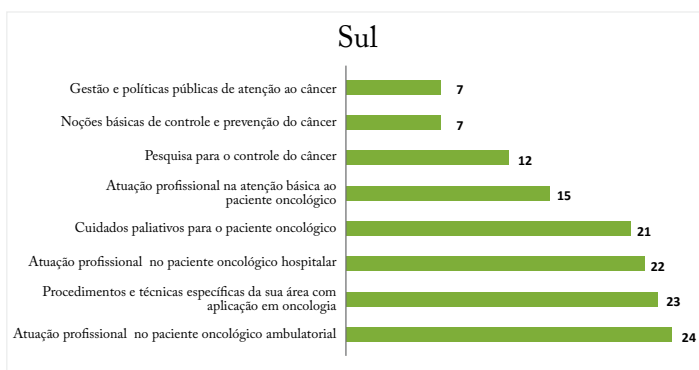 Sul
Gestão e políticas públicas de atenção ao câncer 7
Noções básicas de controle e prevenção do câncer 7
Pesquisa para o controle do câncer 12
Atuação profissional na atenção básica ao
paciente oncológico 15
Cuidados paliativos para o paciente oncológico 21
Atuação profissional no paciente oncológico hospitalar 22
Procedimentos e técnicas específicas da sua área com
aplicação em oncologia 23
Atuação profissional no paciente oncológico ambulatorial 24